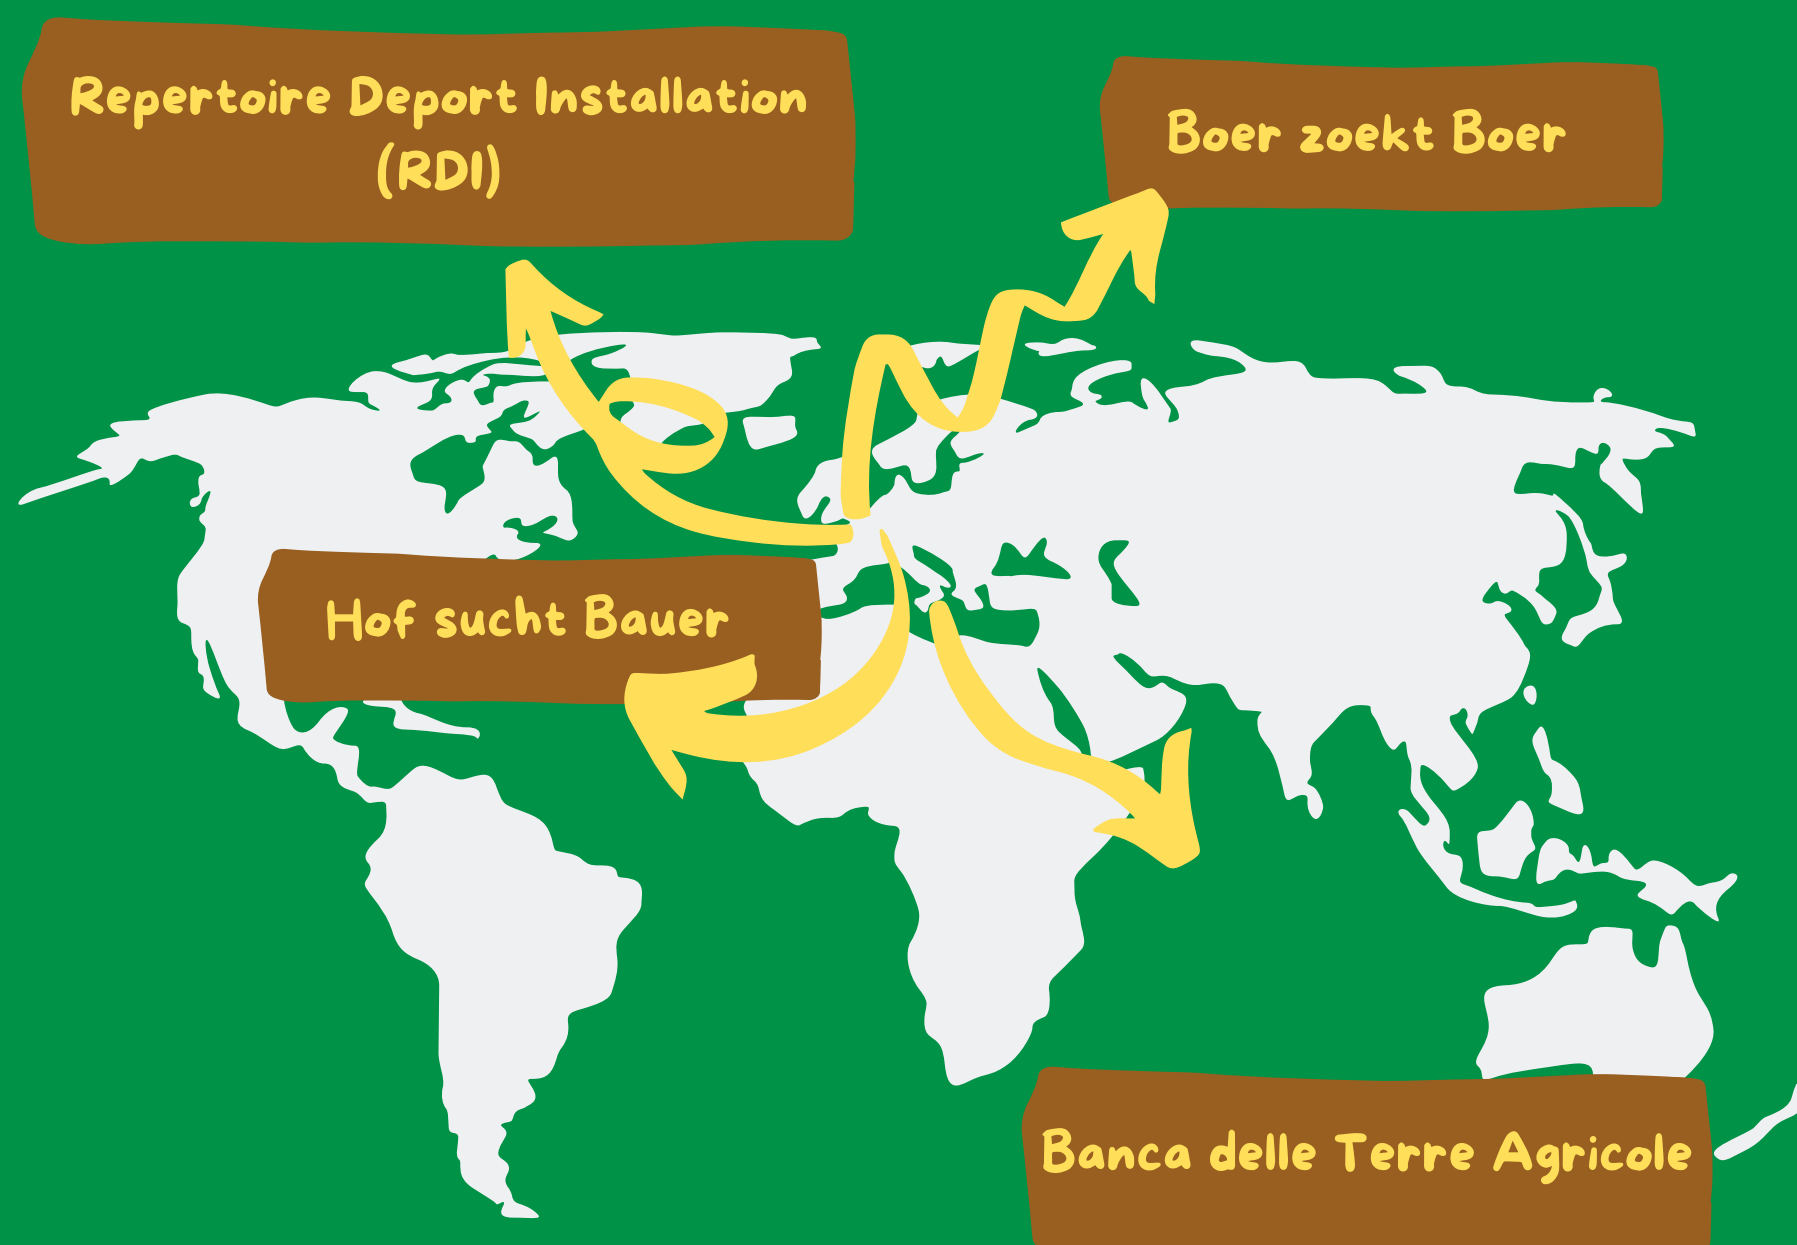 Repertoire Deport Installation
(RDI)
Boer zoekt Boer
Hof sucht Bauer
Banca delle Terre Agricole